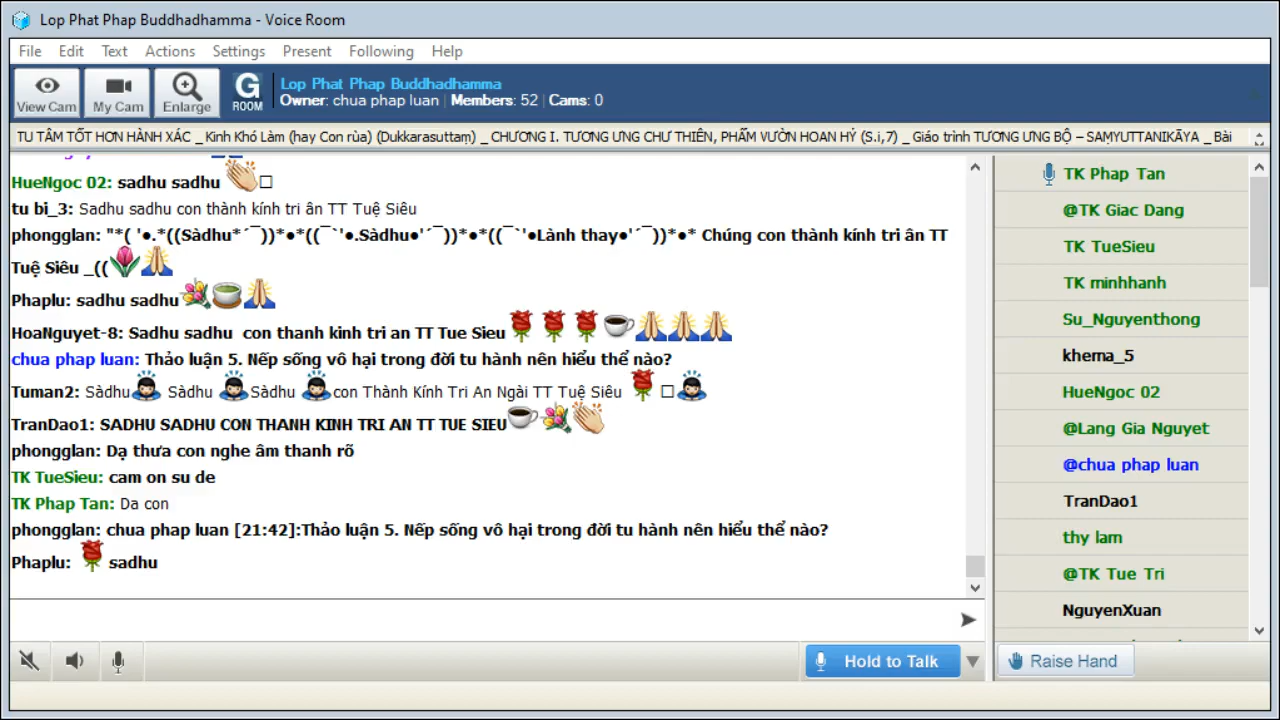 Lop Phat Phap Buddhadhamma - Voice Room
File Edit Text Actions Settings Present Following Help
View Cam My Cam Enlarge G ROOM Lop Phat Phap Buddhadhamma
Owner: chua phap luan | Members: 52 | Cams: 0
TU TÂM TỐT HƠN HÀNH XÁC _ Kinh Khó Làm (hay Con rùa) (Dukkarasuttaṃ) _ CHƯƠNG I. TƯƠNG ƯNG CHƯ THIÊN, PHẨM VƯỜN HOAN HỶ (S.i,7) _ Giáo trình TƯƠNG ƯNG BỘ – SAṂYUTTANIKĀYA _ Bài
HueNgoc 02: sadhu sadhu
tu bi_3: Sadhu sadhu con thành kính tri ân TT Tuệ Siêu
phongglan: "*( '●.*((Sàdhu*´¯))*●*((¯`'●.Sàdhu●'´¯))*●*((¯`'●Lành thay●'´¯))*●* Chúng con thành kính tri ân TT
Tuệ Siêu _((
Phaplu: sadhu sadhu
HoaNguyet-8: Sadhu sadhu con thanh kinh tri an TT Tue Sieu
chua phap luan: Thảo luận 5. Nếp sống vô hại trong đời tu hành nên hiểu thể nào?
Tuman2: Sàdhu Sàdhu Sàdhu con Thành Kính Tri An Ngài TT Tuệ Siêu
TranDao1: SADHU SADHU CON THANH KINH TRI AN TT TUE SIEU
phongglan: Dạ thưa con nghe âm thanh rõ
TK TueSieu: cam on su de
TK Phap Tan: Da con
phongglan: chua phap luan [21:42]:Thảo luận 5. Nếp sống vô hại trong đời tu hành nên hiểu thể nào?
Phaplu: sadhu
TK Phap Tan
@TK Giac Dang
TK TueSieu
TK minhhanh
Su_Nguyenthong
khema_5
HueNgoc 02
@Lang Gia Nguyet
@chua phap luan
TranDao1
thy lam
@TK Tue Tri
NguyenXuan
Hold to Talk
Raise Hand